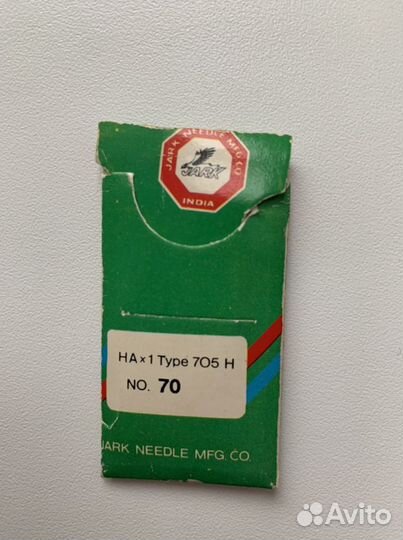 JARK NEEDLE MFG CO
JARK
INDIA
HA x 1 Type 705 H
NO. 70
JARK NEEDLE MFG. CO.
Avito